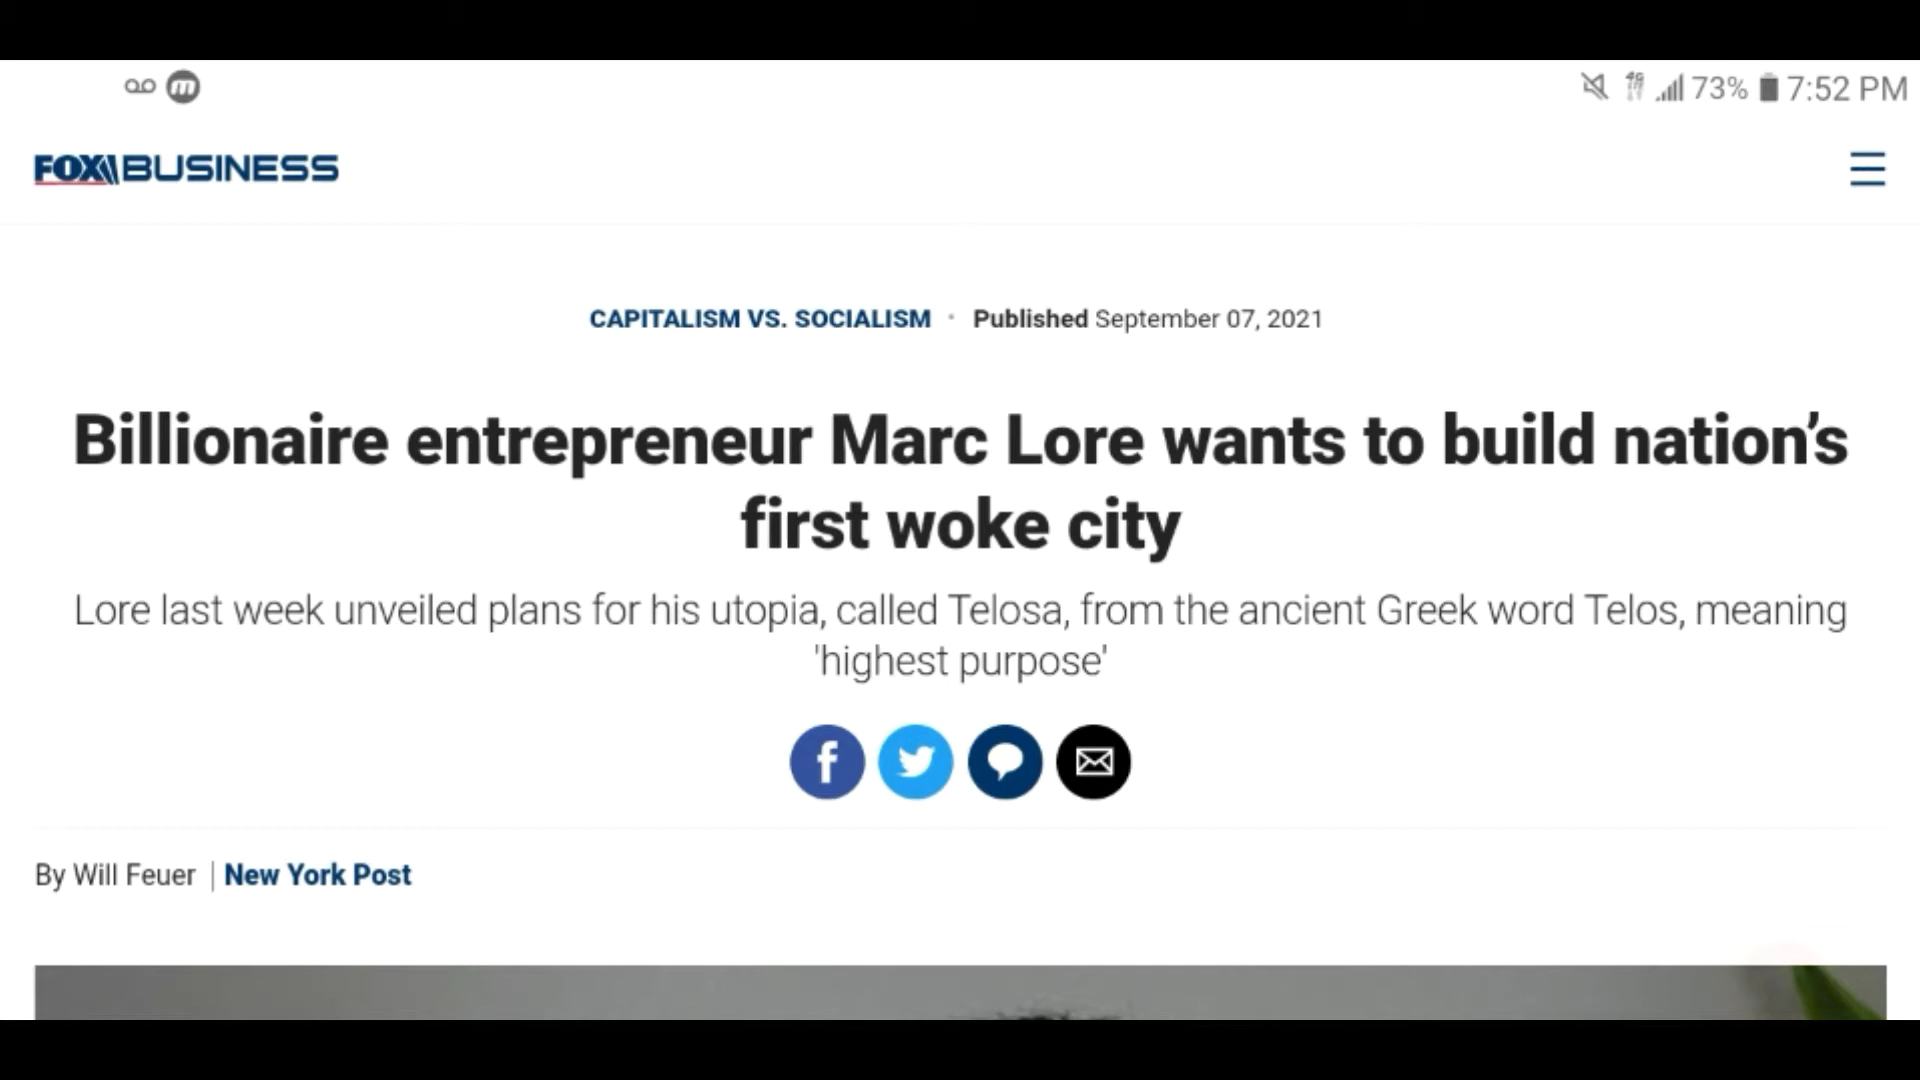 73% 7:52 PM
FOX BUSINESS
CAPITALISM VS. SOCIALISM · Published September 07, 2021
Billionaire entrepreneur Marc Lore wants to build nation’s
first woke city
Lore last week unveiled plans for his utopia, called Telosa, from the ancient Greek word Telos, meaning
'highest purpose'
By Will Feuer | New York Post